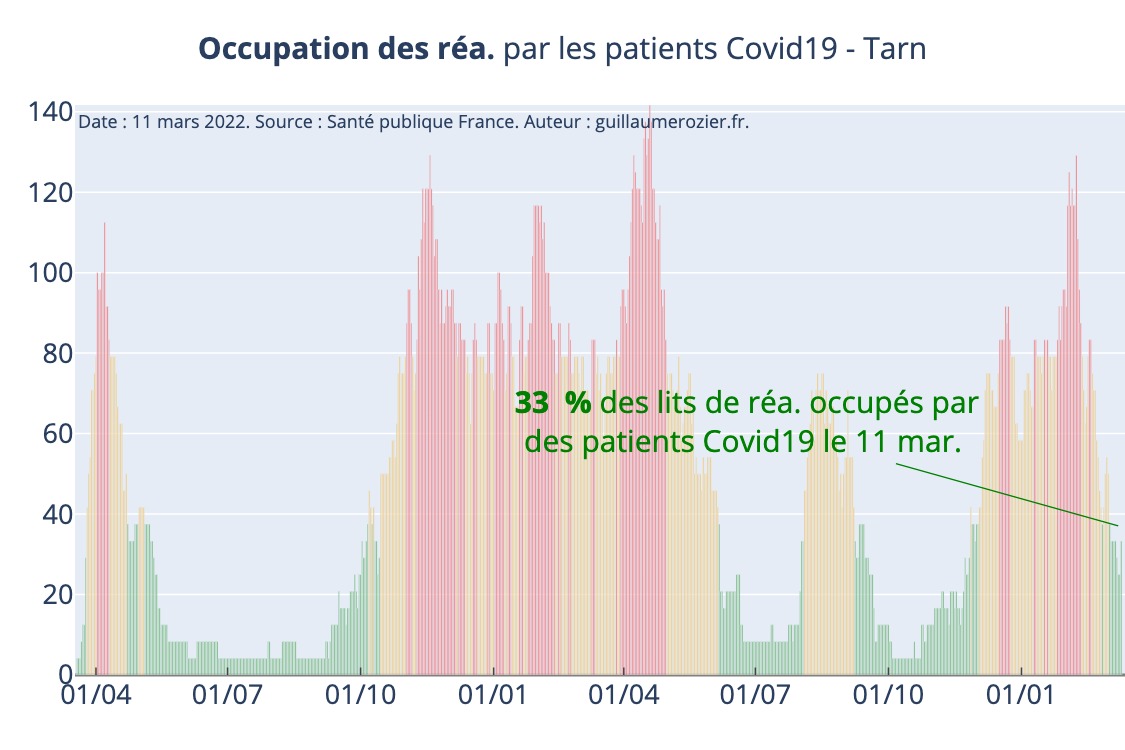 Occupation des réa. par les patients Covid19 - Tarn
140
Date : 11 mars 2022. Source : Santé publique France. Auteur : guillaumerozier.fr.
120
100
80
33 % des lits de réa. occupés par
des patients Covid19 le 11 mar.
60
40
20
0
01/04 01/07 01/10 01/01 01/04 01/07 01/10 01/01